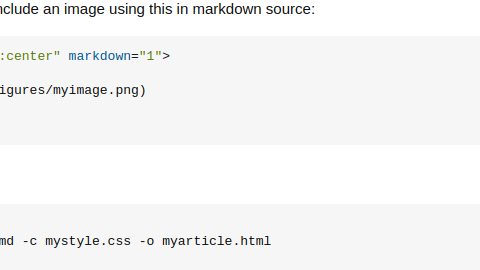 nclude an image using this in markdown source:
:center" markdown="1">
igures/myimage.png)
md -c mystyle.css -o myarticle.html